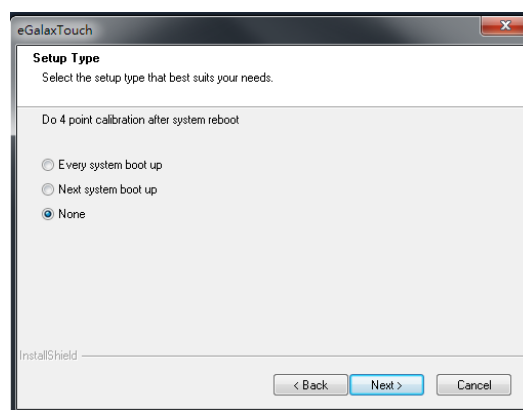 eGalaxTouch
Setup Type
Select the setup type that best suits your needs.
Do 4 point calibration after system reboot
Every system boot up
Next system boot up
None
InstallShield
< Back Next > Cancel